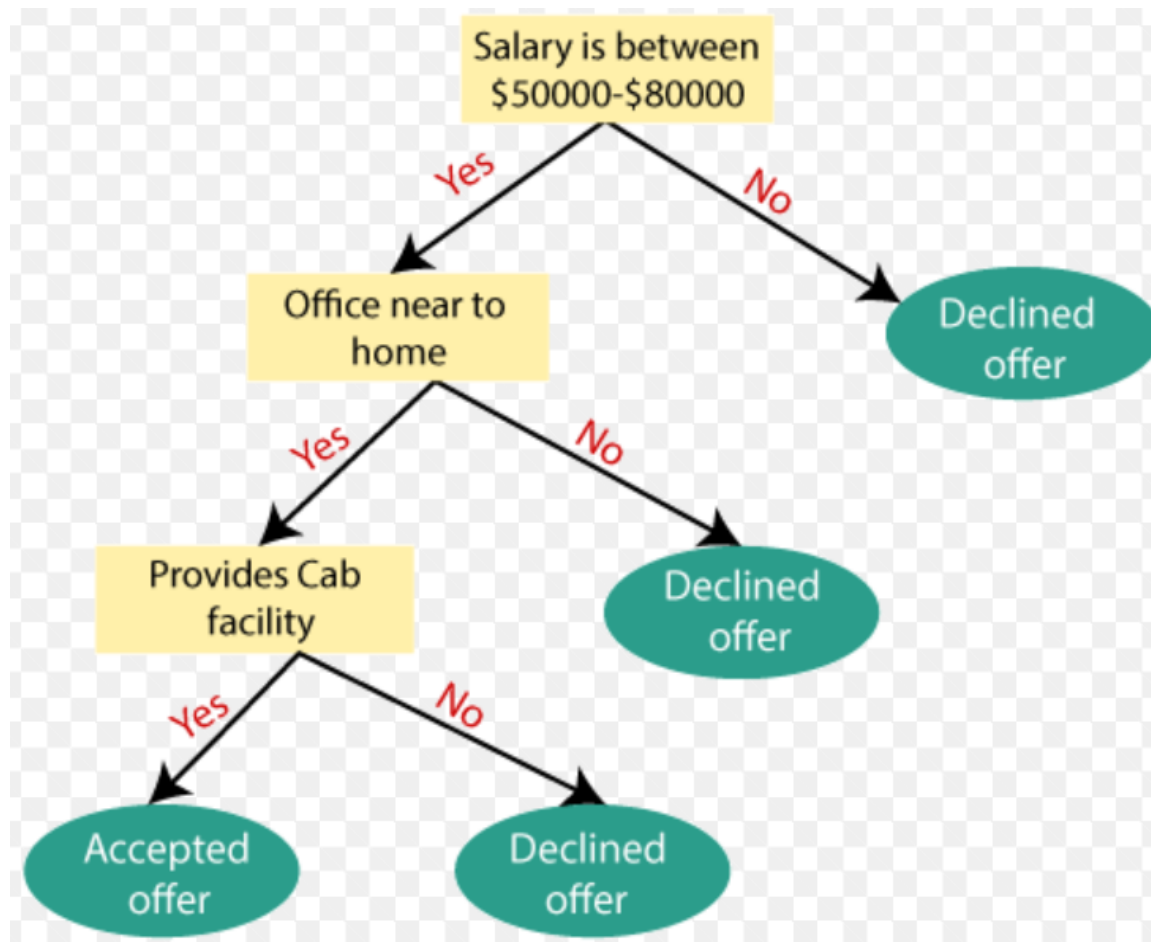 Salary is between
$50000-$80000
Yes
No
Office near to
home
Declined
offer
Yes
No
Provides Cab
facility
Declined
offer
Yes
No
Accepted
offer
Declined
offer